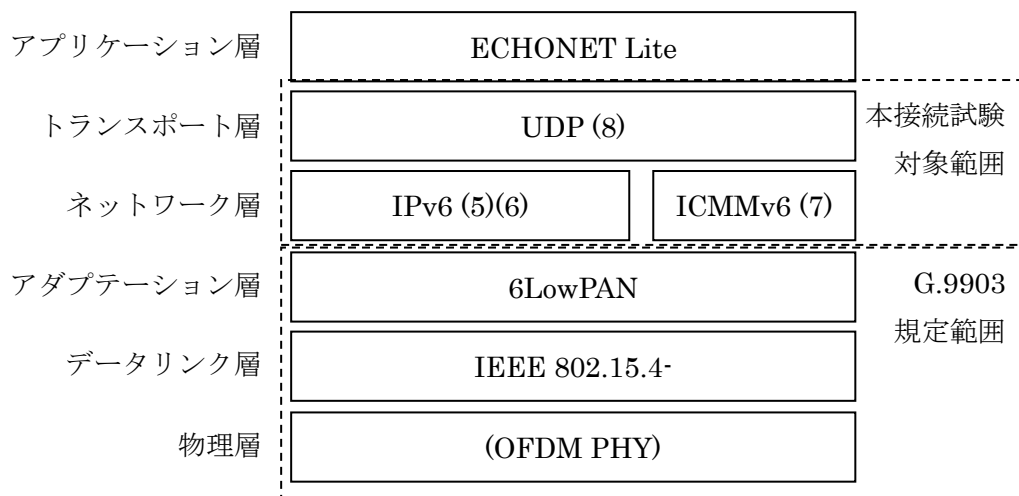 アプリケーション層
ECHONET Lite
トランスポート層
UDP (8)
本接続試験
対象範囲
ネットワーク層
IPv6 (5)(6)
ICMMv6 (7)
アダプテーション層
6LowPAN
G.9903
規定範囲
データリンク層
IEEE 802.15.4-
物理層
(OFDM PHY)